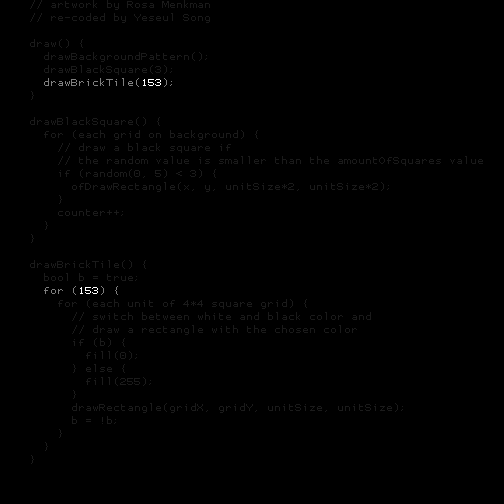 // artwork by Rosa Menkman
// re-coded by Yeseul Song
draw() {
drawBackgroundPattern();
drawBlackSquare(3);
drawBrickTile(153);
}
drawBlackSquare() {
for (each grid on background) {
// draw a black square if
// the random value is smaller than the amountOfSquares value
if (random(0, 5) < 3) {
ofDrawRectangle(x, y, unitSize*2, unitSize*2);
}
counter++;
}
}
drawBrickTile() {
bool b = true;
for (153) {
for (each unit of 4*4 square grid) {
// switch between white and black color and
// draw a rectangle with the chosen color
if (b) {
fill(0);
} else {
fill(255);
}
drawRectangle(gridX, gridY, unitSize, unitSize);
b = !b;
}
}
}